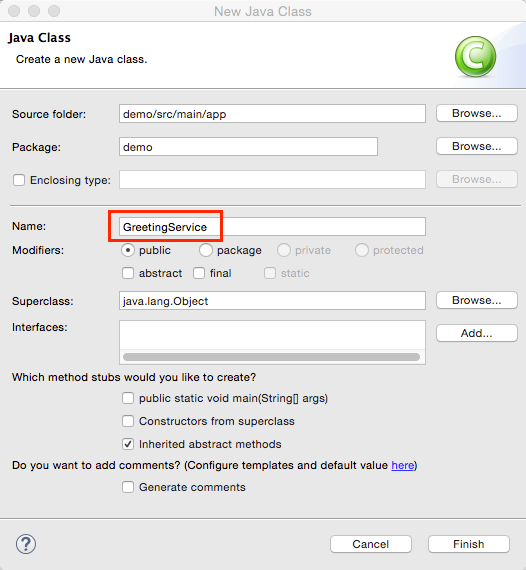 New Java Class
Java Class
Create a new Java class.
C
Source folder: demo/src/main/app Browse...
Package: demo Browse...
Enclosing type: Browse...
Name: GreetingService
Modifiers: public package private protected
abstract final static
Superclass: java.lang.Object Browse...
Interfaces: Add...
Which method stubs would you like to create?
public static void main(String[] args)
Constructors from superclass
Inherited abstract methods
Do you want to add comments? (Configure templates and default value here)
Generate comments
? Cancel Finish